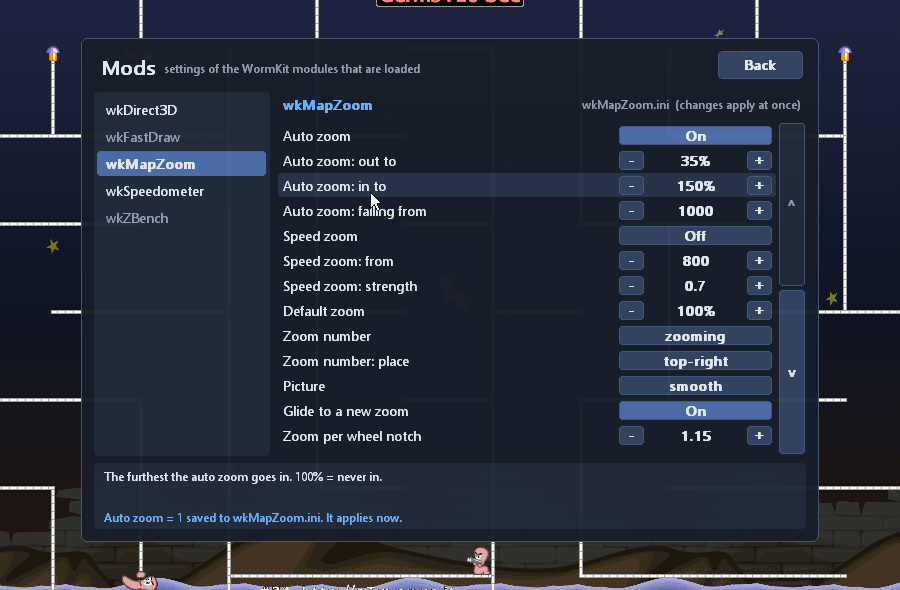 Mods settings of the WormKit modules that are loaded
Back
wkDirect3D
wkFastDraw
wkMapZoom
wkSpeedometer
wkZBench
wkMapZoom wkMapZoom.ini (changes apply at once)
Auto zoom On
Auto zoom: out to - 35% +
Auto zoom: in to - 150% +
Auto zoom: falling from - 1000 +
Speed zoom Off
Speed zoom: from - 800 +
Speed zoom: strength - 0.7 +
Default zoom - 100% +
Zoom number zooming
Zoom number: place top-right
Picture smooth
Glide to a new zoom On
Zoom per wheel notch - 1.15 +
^
v
The furthest the auto zoom goes in. 100% = never in.
Auto zoom = 1 saved to wkMapZoom.ini. It applies now.